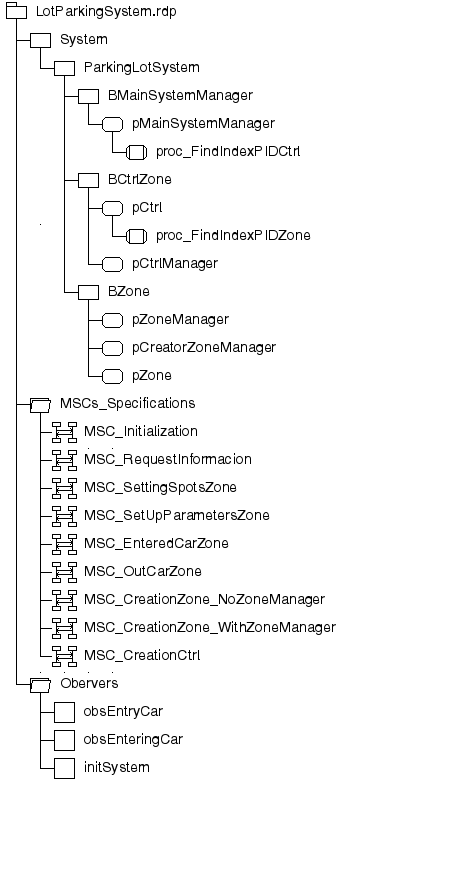 LotParkingSystem.rdp
System
ParkingLotSystem
BMainSystemManager
pMainSystemManager
proc_FindIndexPIDCtrl
BCtrlZone
pCtrl
proc_FindIndexPIDZone
pCtrlManager
BZone
pZoneManager
pCreatorZoneManager
pZone
MSCs_Specifications
MSC_Initialization
MSC_RequestInformacion
MSC_SettingSpotsZone
MSC_SetUpParametersZone
MSC_EnteredCarZone
MSC_OutCarZone
MSC_CreationZone_NoZoneManager
MSC_CreationZone_WithZoneManager
MSC_CreationCtrl
Obervers
obsEntryCar
obsEnteringCar
initSystem